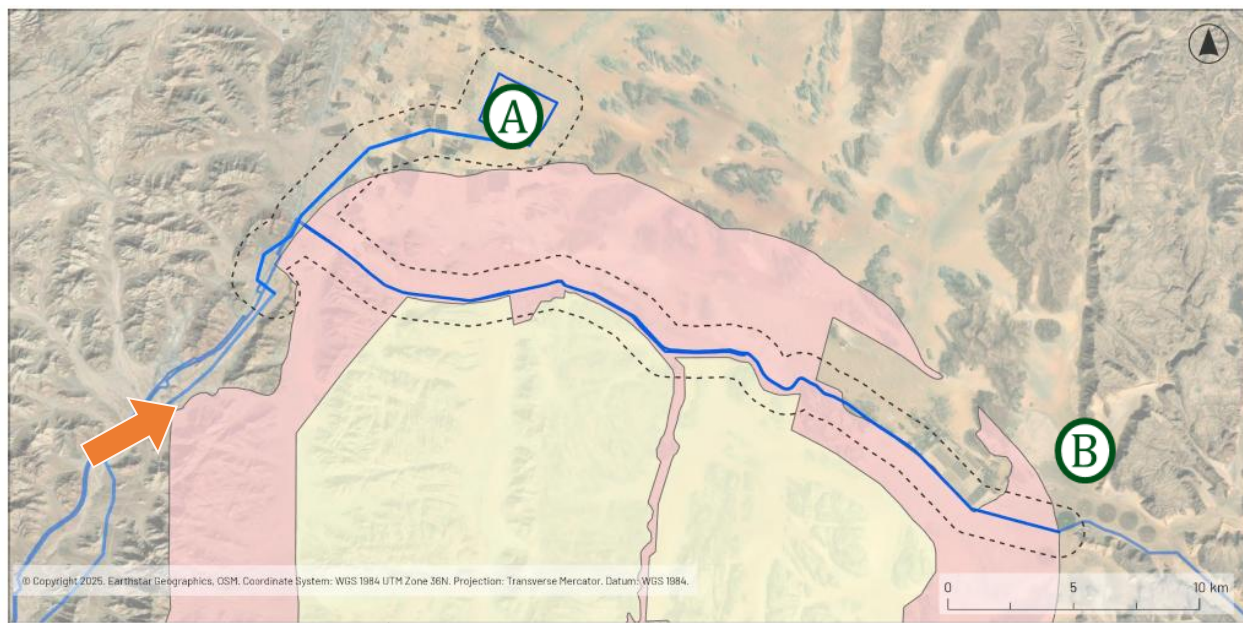 A
B
© Copyright 2025. Earthstar Geographics, OSM. Coordinate System: WGS 1984 UTM Zone 36N. Projection: Transverse Mercator. Datum: WGS 1984.
0 5 10 km